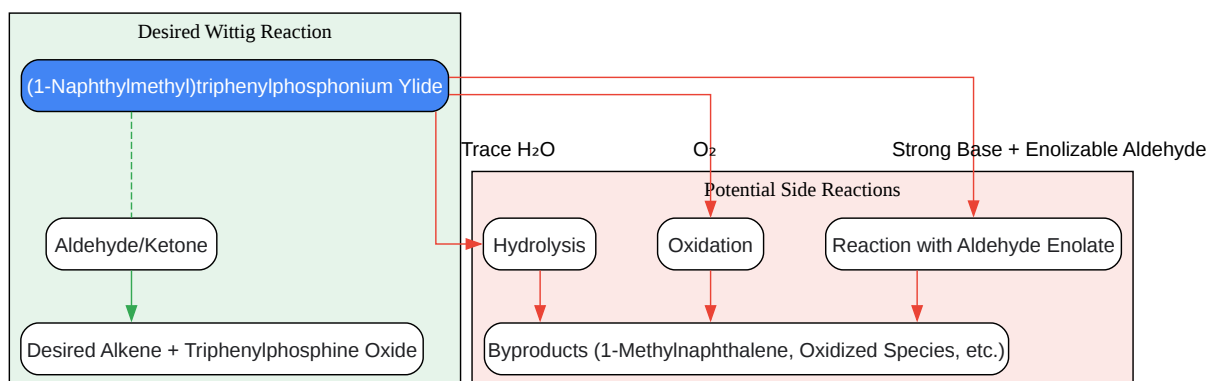 Desired Wittig Reaction
(1-Naphthylmethyl)triphenylphosphonium Ylide
Trace H₂O
O₂
Strong Base + Enolizable Aldehyde
Potential Side Reactions
Aldehyde/Ketone
Hydrolysis
Oxidation
Reaction with Aldehyde Enolate
Desired Alkene + Triphenylphosphine Oxide
Byproducts (1-Methylnaphthalene, Oxidized Species, etc.)